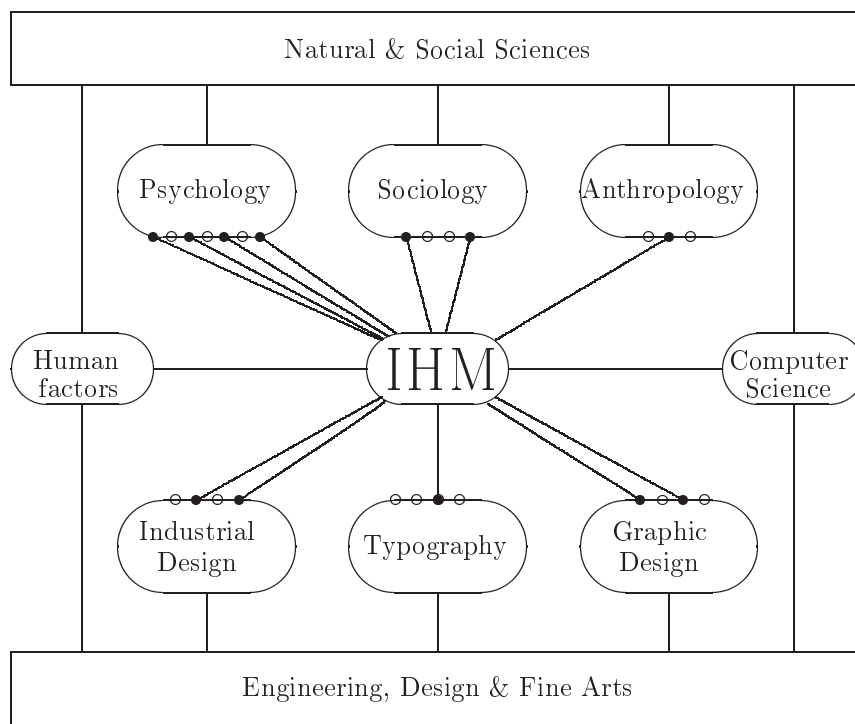 Natural & Social Sciences
Psychology
Sociology
Anthropology
Human
factors
IHM
Computer
Science
Industrial
Design
Typography
Graphic
Design
Engineering, Design & Fine Arts